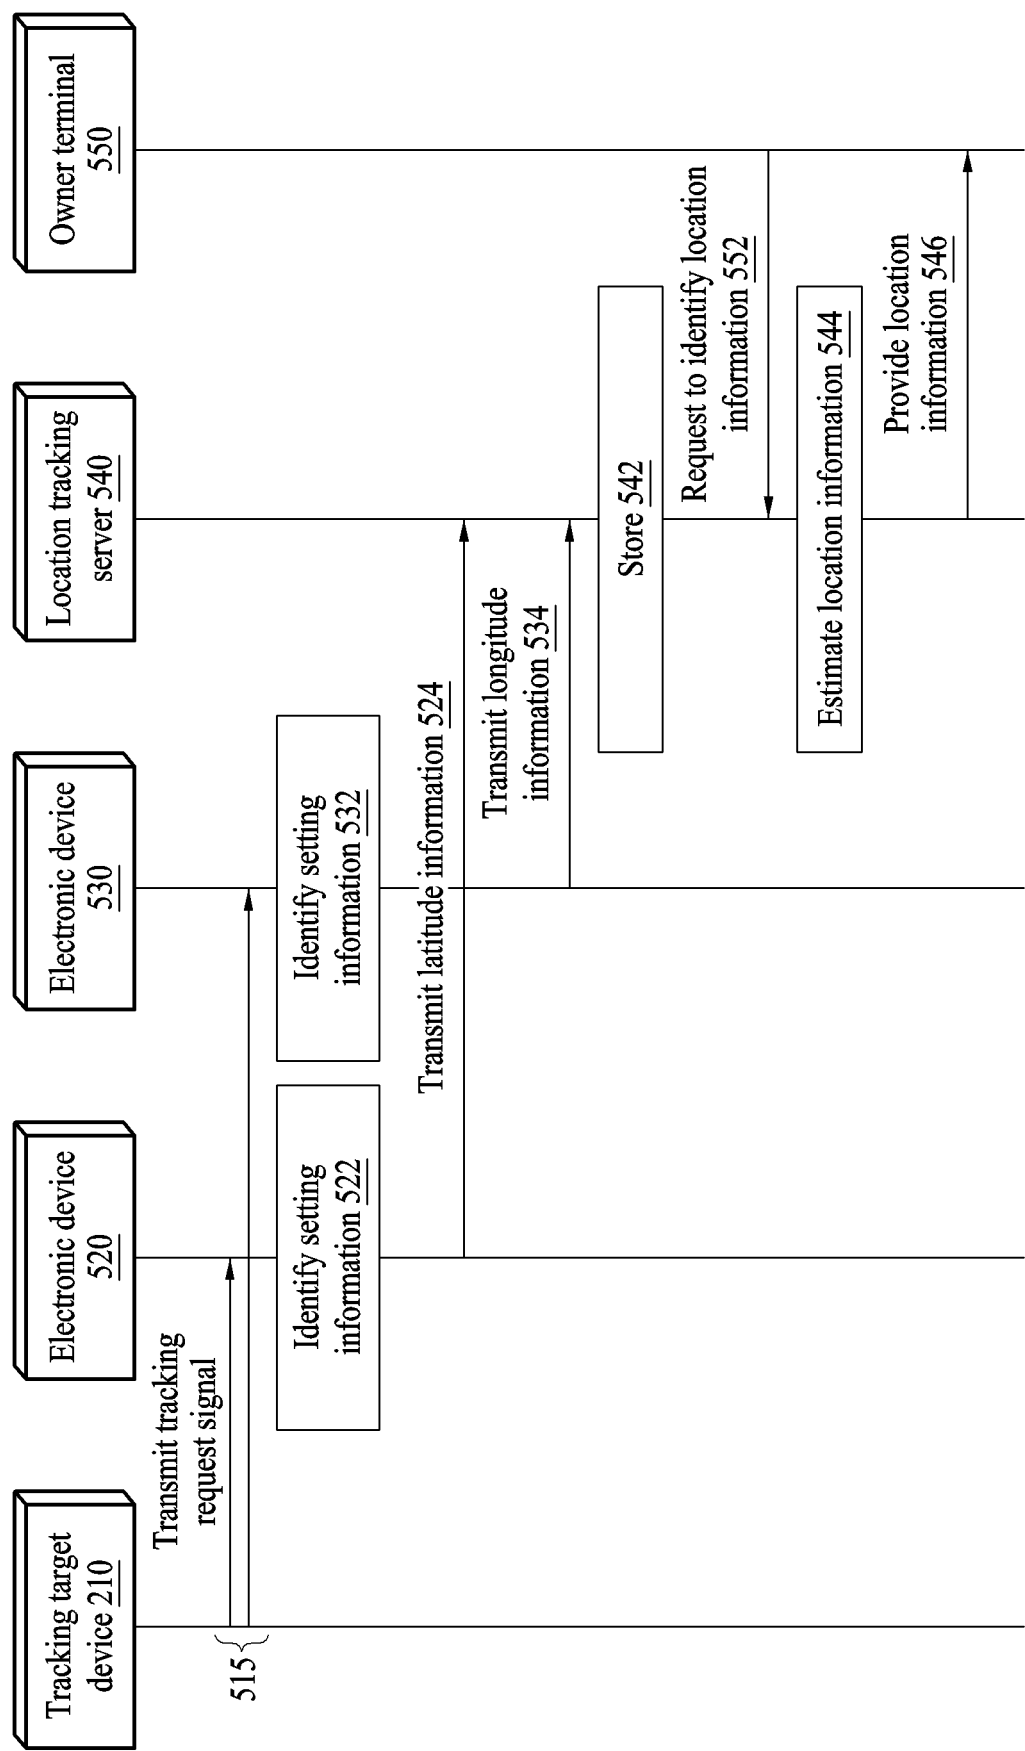 Tracking target
device 210
Electronic device
520
Electronic device
530
Location tracking
server 540
Owner terminal
550
Transmit tracking
request signal
515
Identify setting
information 522
Identify setting
information 532
Transmit latitude information 524
Transmit longitude
information 534
Store 542
Request to identify location
information 552
Estimate location information 544
Provide location
information 546